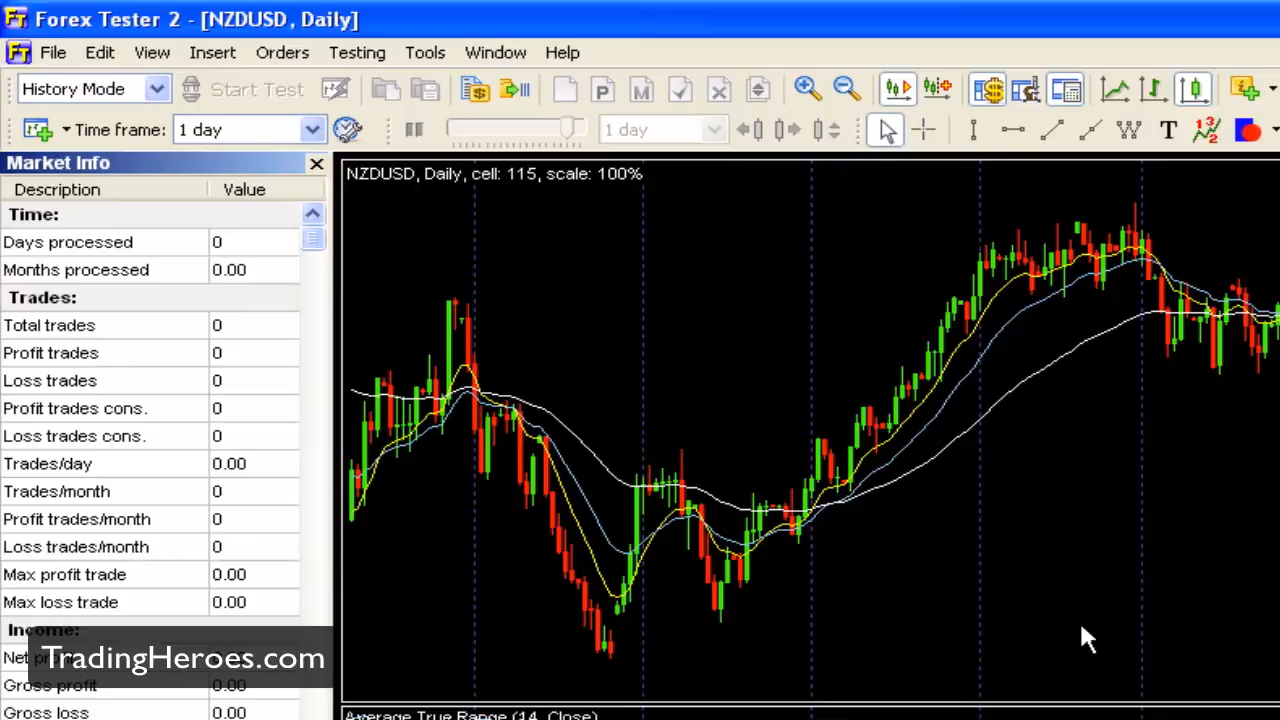 Forex Tester 2 - [NZDUSD, Daily]
File Edit View Insert Orders Testing Tools Window Help
History Mode Start Test
Time frame: 1 day 1 day
Market Info
Description Value
Time:
Days processed 0
Months processed 0.00
Trades:
Total trades 0
Profit trades 0
Loss trades 0
Profit trades cons. 0
Loss trades cons. 0
Trades/day 0.00
Trades/month 0
Profit trades/month 0
Loss trades/month 0
Max profit trade 0.00
Max loss trade 0.00
Income:
TradingHeroes.com
Gross profit 0.00
Gross loss 0.00
NZDUSD, Daily, cell: 115, scale: 100%
Average True Range (14, Close)